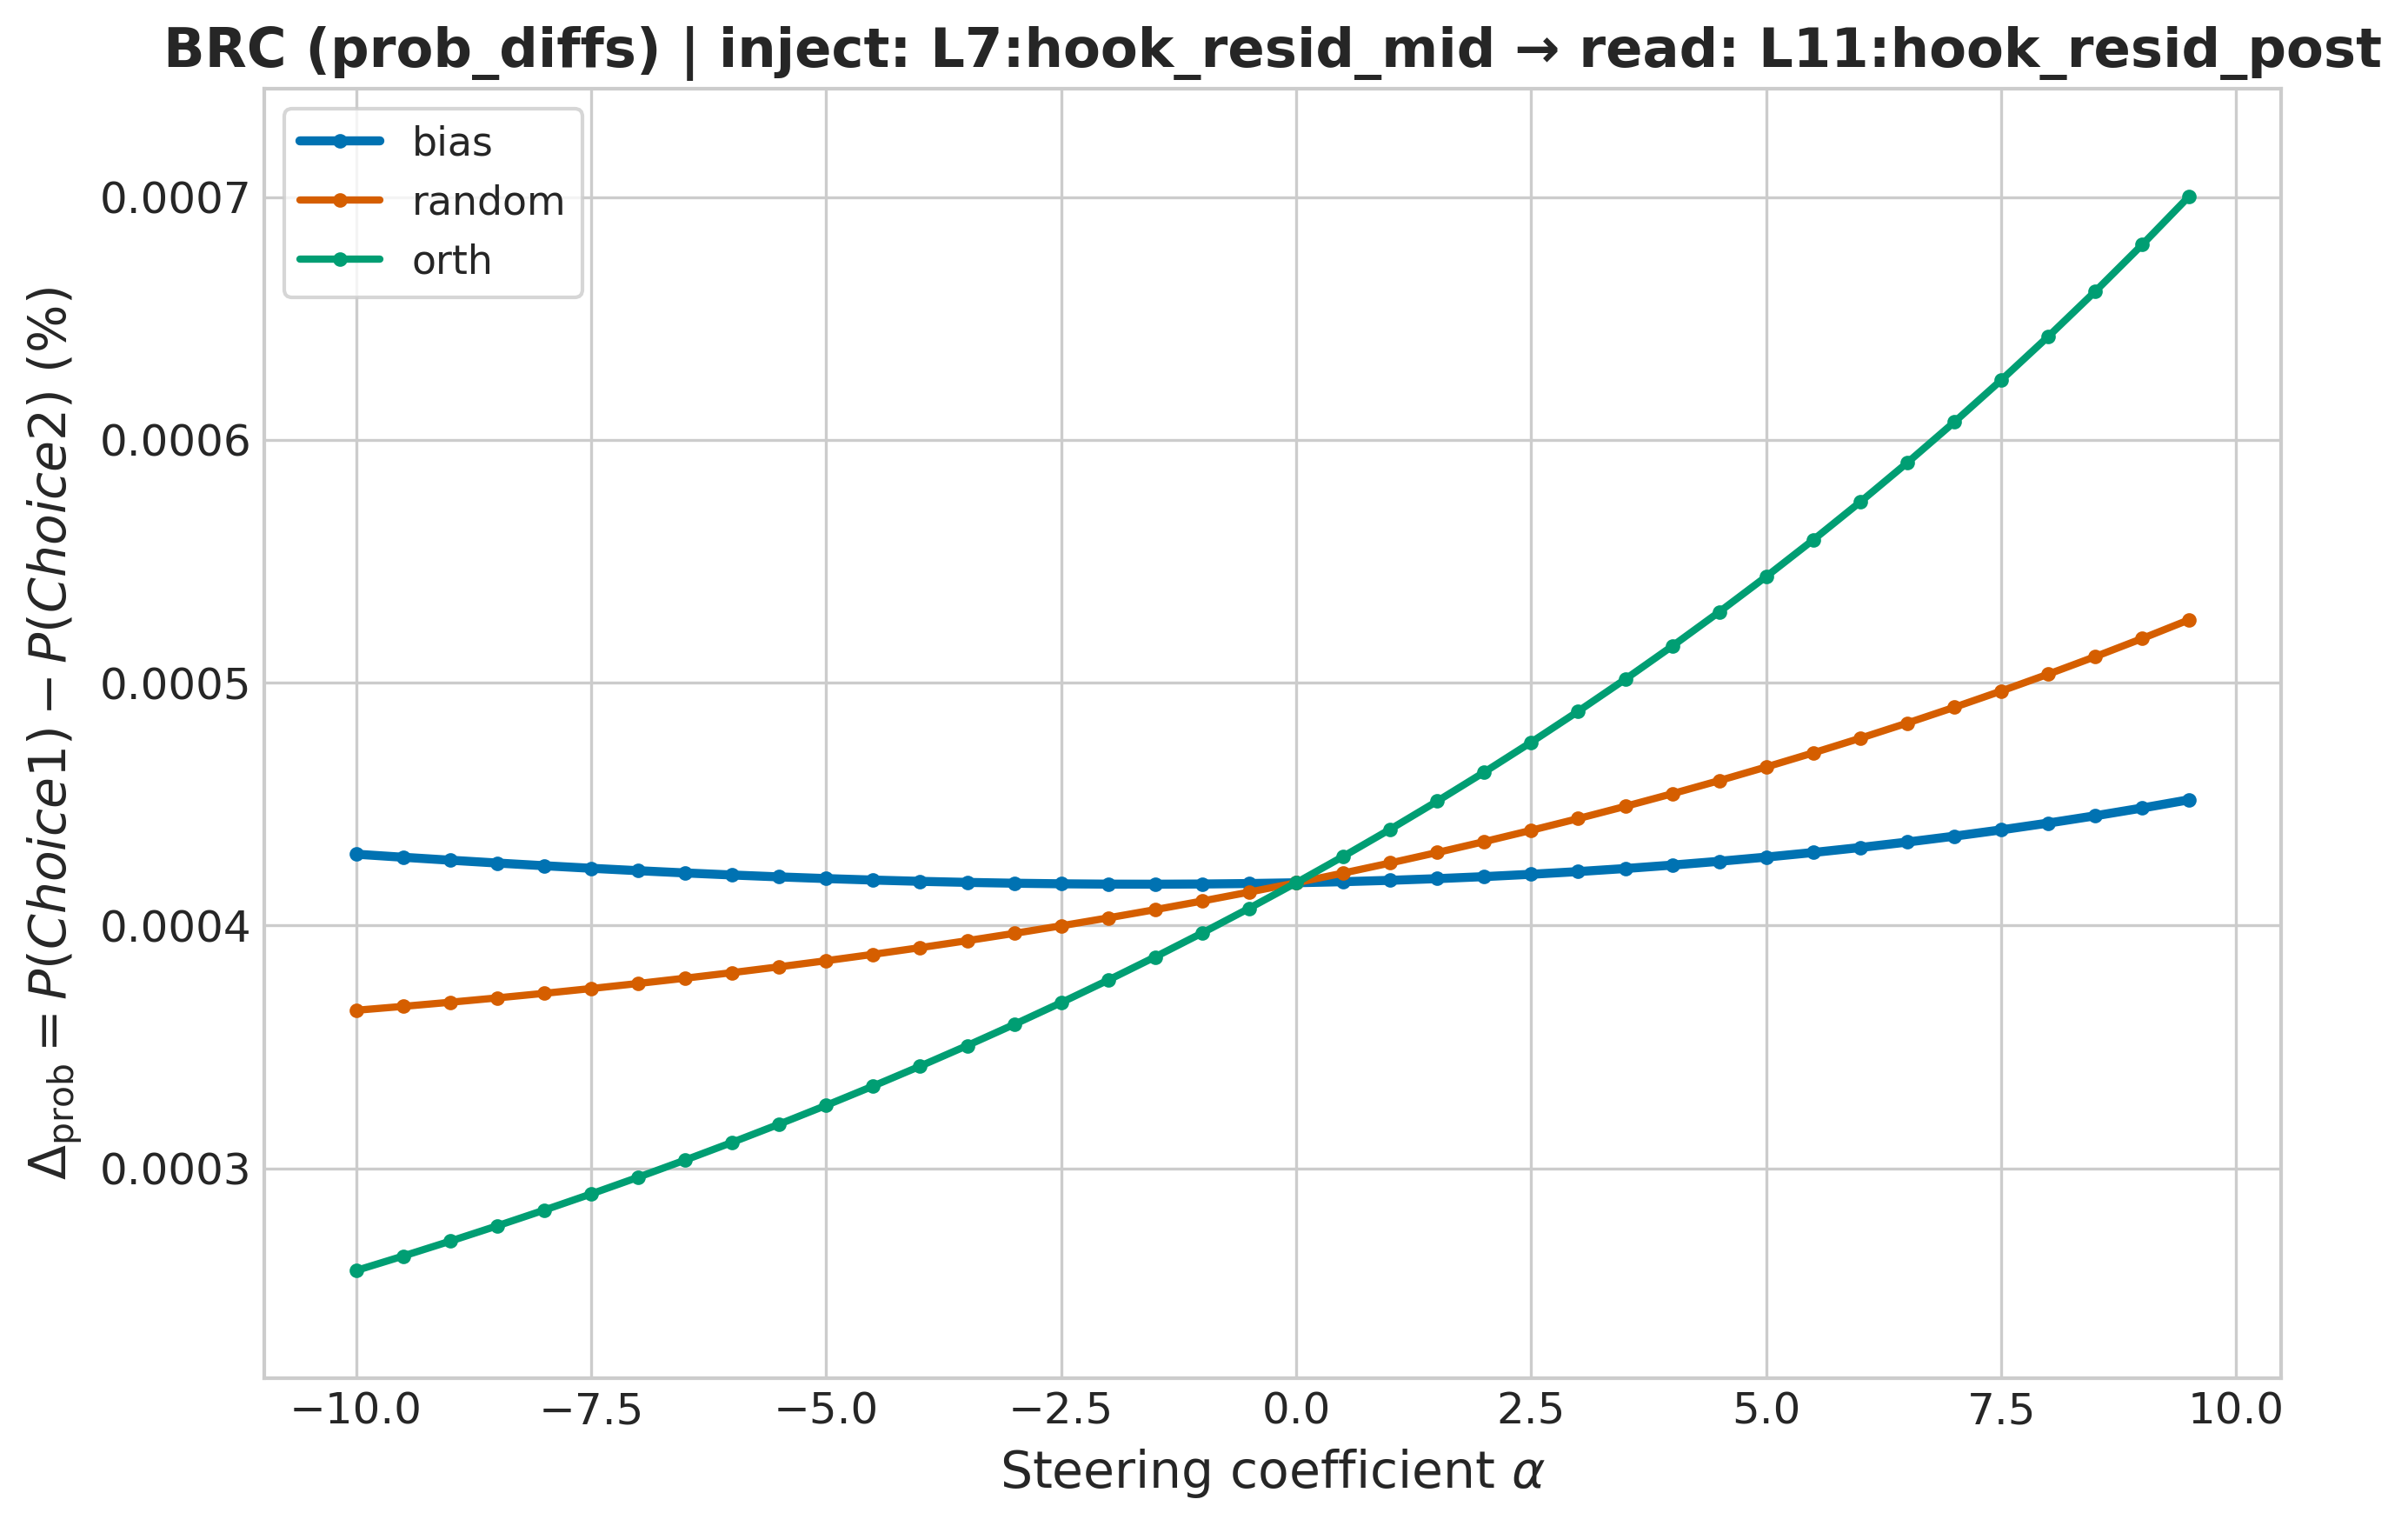 BRC (prob_diffs) | inject: L7:hook_resid_mid → read: L11:hook_resid_post
bias
random
orth
Δprob = P(Choice1) − P(Choice2) (%)
0.0007
0.0006
0.0005
0.0004
0.0003
−10.0 −7.5 −5.0 −2.5 0.0 2.5 5.0 7.5 10.0
Steering coefficient α